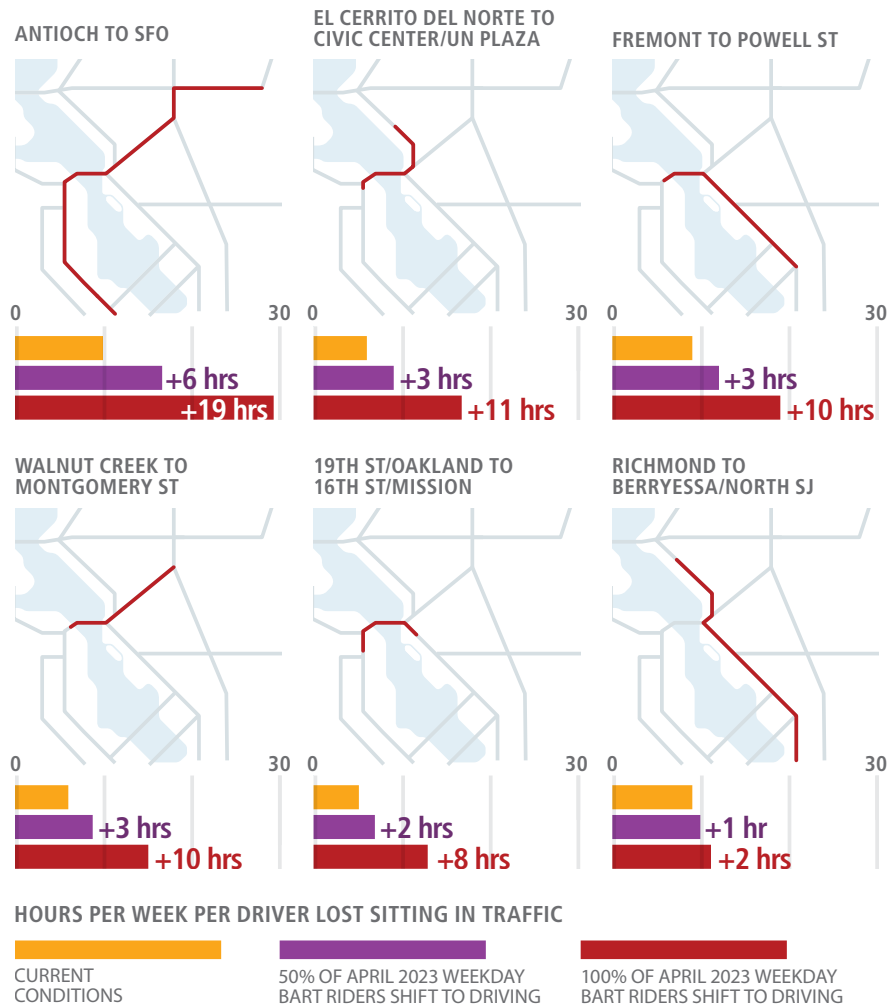 ANTIOCH TO SFO
0
30
+6 hrs
+19 hrs
EL CERRITO DEL NORTE TO
CIVIC CENTER/UN PLAZA
0
30
+3 hrs
+11 hrs
FREMONT TO POWELL ST
0
30
+3 hrs
+10 hrs
WALNUT CREEK TO
MONTGOMERY ST
0
30
+3 hrs
+10 hrs
19TH ST/OAKLAND TO
16TH ST/MISSION
0
30
+2 hrs
+8 hrs
RICHMOND TO
BERRYESSA/NORTH SJ
0
30
+1 hr
+2 hrs
HOURS PER WEEK PER DRIVER LOST SITTING IN TRAFFIC
CURRENT
CONDITIONS
50% OF APRIL 2023 WEEKDAY
BART RIDERS SHIFT TO DRIVING
100% OF APRIL 2023 WEEKDAY
BART RIDERS SHIFT TO DRIVING